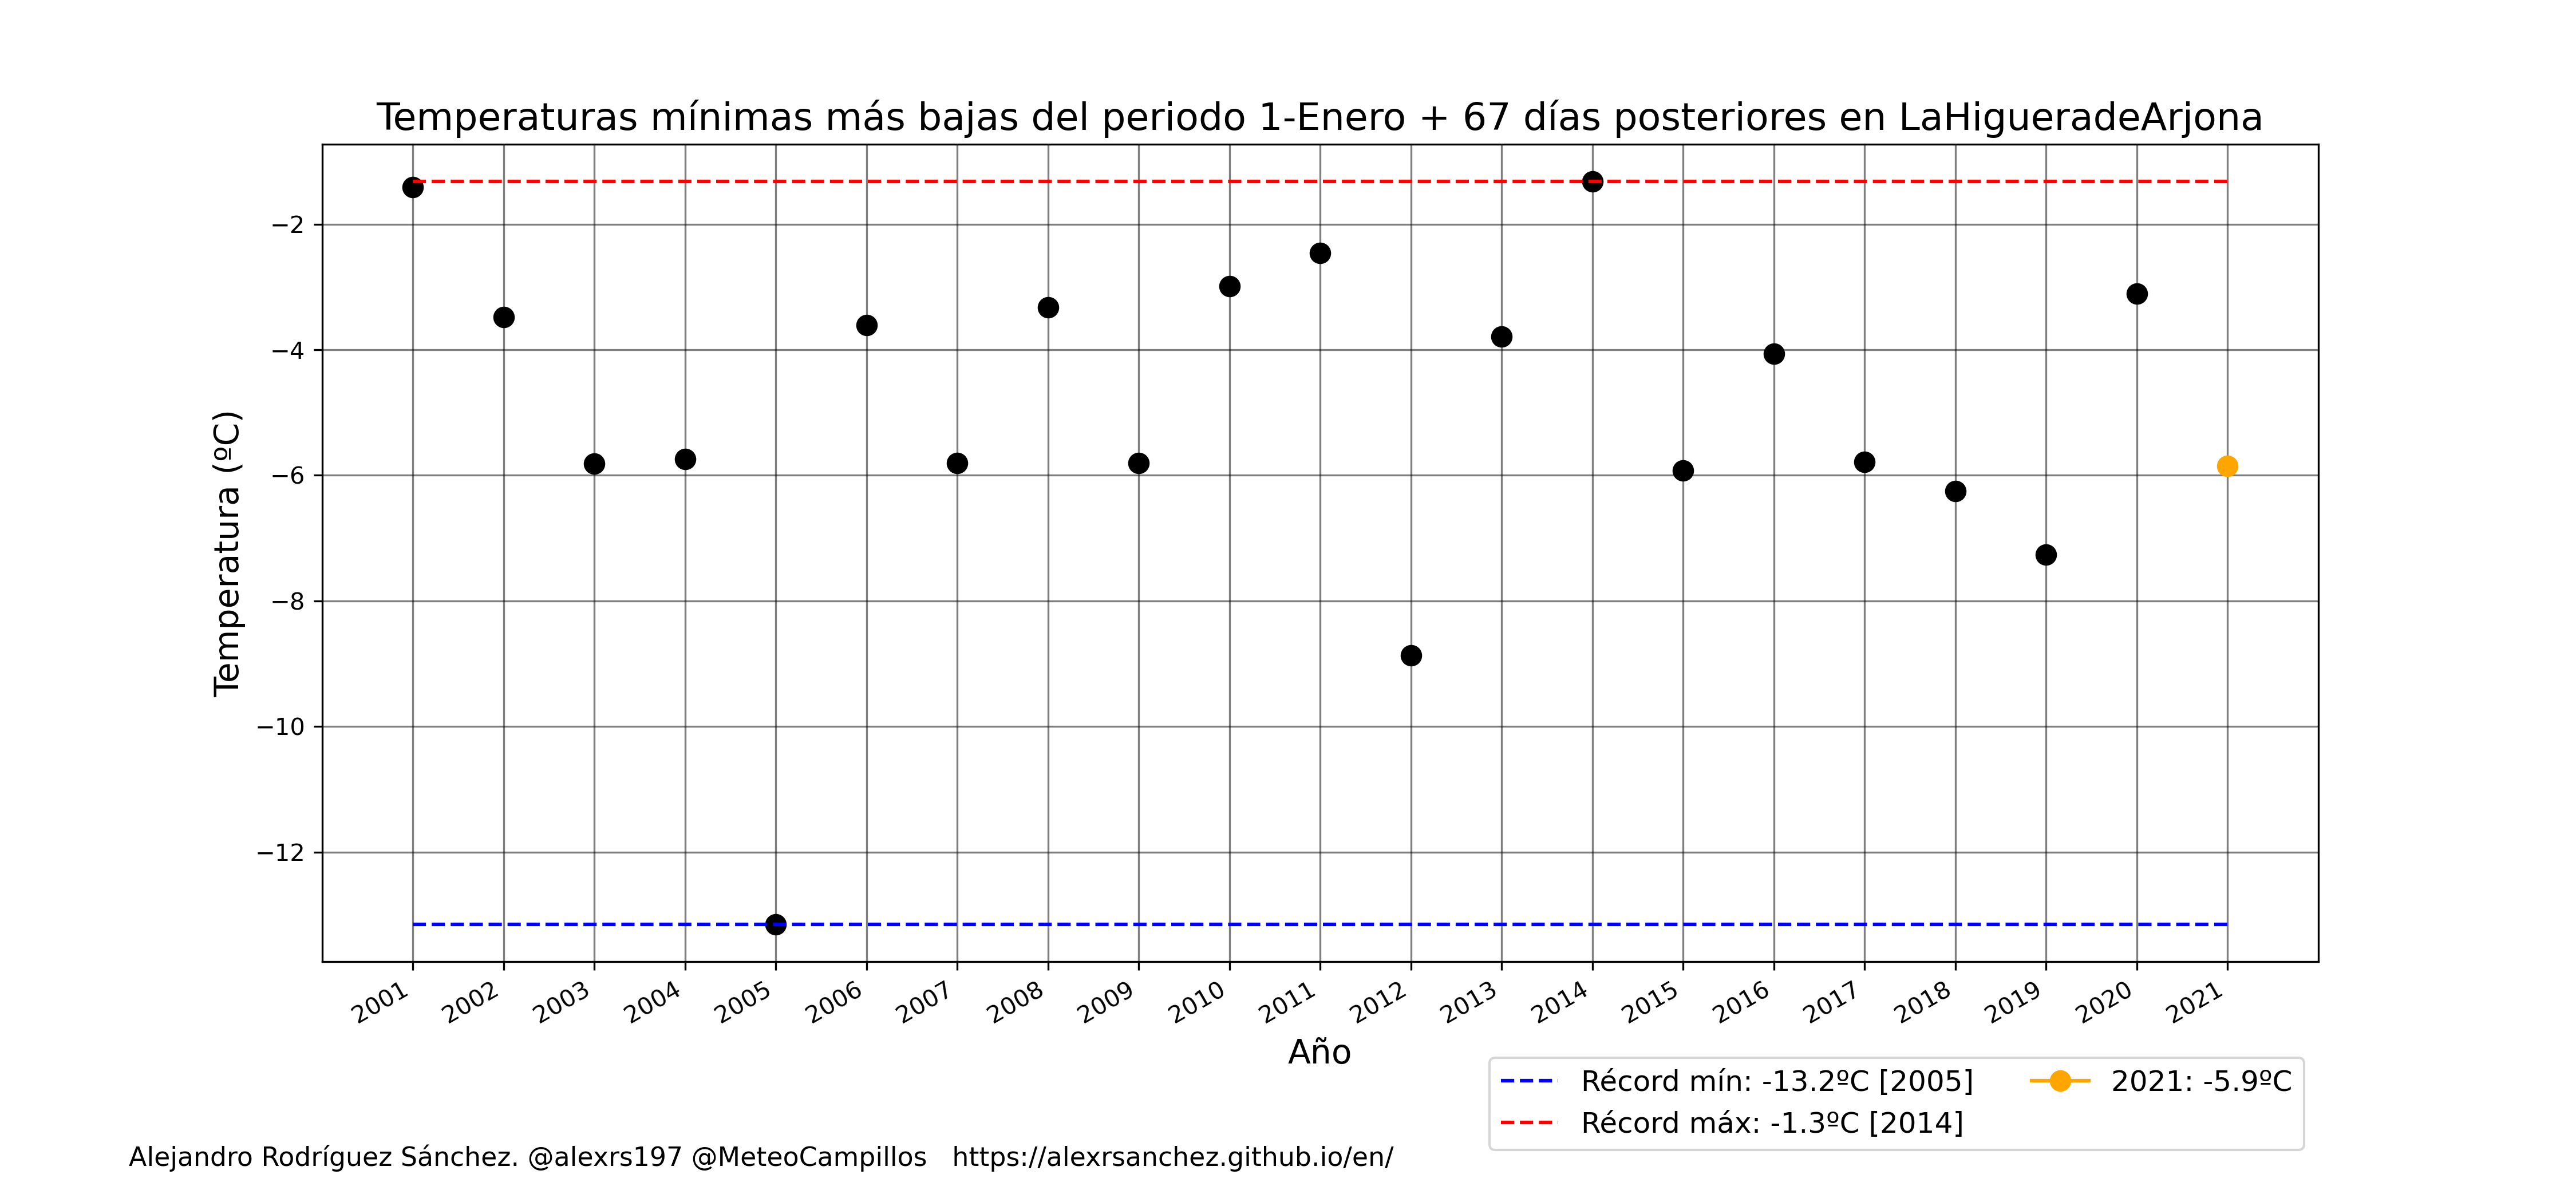 Temperaturas mínimas más bajas del periodo 1-Enero + 67 días posteriores en LaHigueradeArjona
Temperatura (ºC)
−2
−4
−6
−8
−10
−12
2001 2002 2003 2004 2005 2006 2007 2008 2009 2010 2011 2012 2013 2014 2015 2016 2017 2018 2019 2020 2021
Año
Récord mín: -13.2ºC [2005]
Récord máx: -1.3ºC [2014]
2021: -5.9ºC
Alejandro Rodríguez Sánchez. @alexrs197 @MeteoCampillos https://alexrsanchez.github.io/en/